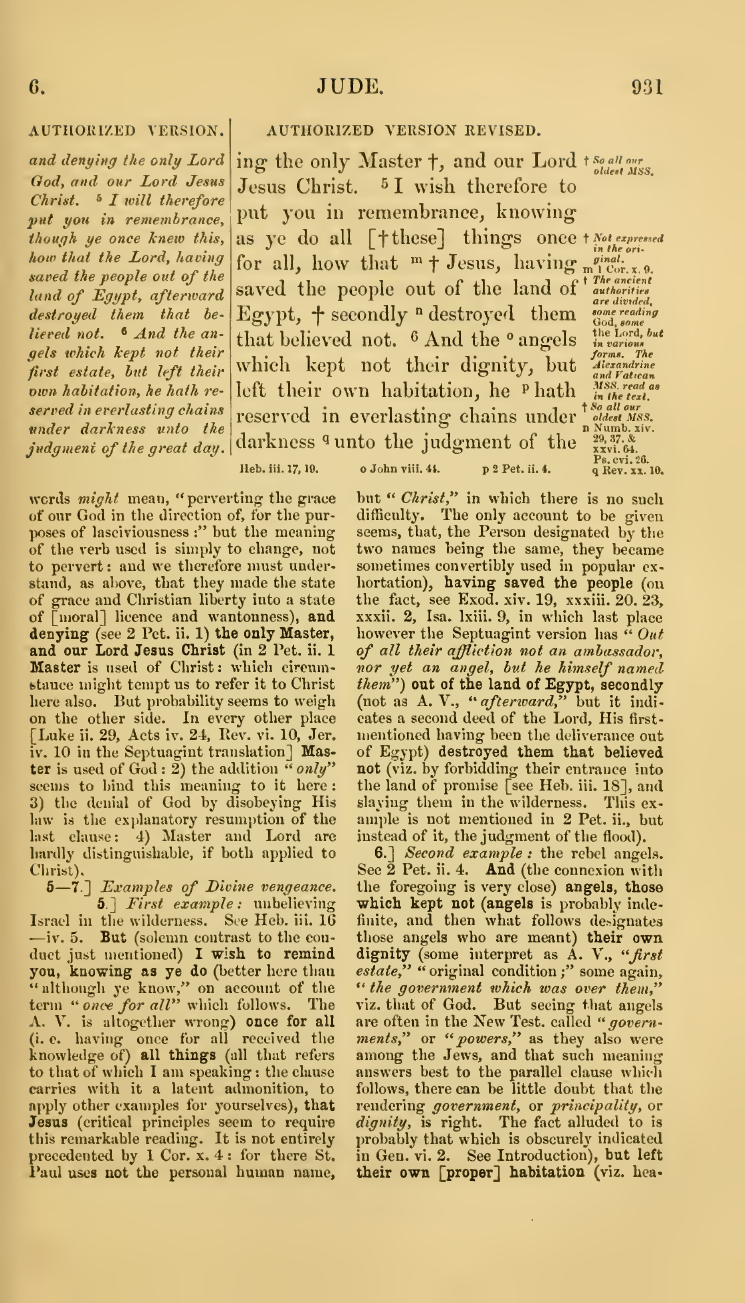 6.
JUDE.
931
AUTHORIZED VERSION.
and denying the only Lord
God, and our Lord Jesus
Christ. 5 I will therefore
put you in remembrance,
though ye once knew this,
how that the Lord, having
saved the people out of the
land of Egypt, afterward
destroyed them that be-
lieved not. 6 And the an-
gels which kept not their
first estate, but left their
own habitation, he hath re-
served in everlasting chains
under darkness unto the
judgment of the great day.
AUTHORIZED VERSION REVISED.
ing the only Master †, and our Lord
Jesus Christ. 5 I wish therefore to
put you in remembrance, knowing
as ye do all [†these] things once
for all, how that m † Jesus, having
saved the people out of the land of
Egypt, † secondly n destroyed them
that believed not. 6 And the o angels
which kept not their dignity, but
left their own habitation, he p hath
reserved in everlasting chains under
darkness q unto the judgment of the
† So all our
oldest MSS.
† Not expressed
in the ori-
ginal.
m 1 Cor. x. 9.
† The ancient
authorities
are divided,
some reading
God, some
the Lord, but
in various
forms. The
Alexandrine
and Vatican
MSS. read as
in the text.
† So all our
oldest MSS.
n Numb. xiv.
29, 37. &
xxvi. 64.
Ps. cvi. 26.
Heb. iii. 17, 19. o John viii. 44. p 2 Pet. ii. 4. q Rev. xx. 10.
words might mean, "perverting the grace
of our God in the direction of, for the pur-
poses of lasciviousness :" but the meaning
of the verb used is simply to change, not
to pervert: and we therefore must under-
stand, as above, that they made the state
of grace and Christian liberty into a state
of [moral] licence and wantonness), and
denying (see 2 Pet. ii. 1) the only Master,
and our Lord Jesus Christ (in 2 Pet. ii. 1
Master is used of Christ: which circum-
stance might tempt us to refer it to Christ
here also. But probability seems to weigh
on the other side. In every other place
[Luke ii. 29, Acts iv. 24, Rev. vi. 10, Jer.
iv. 10 in the Septuagint translation] Mas-
ter is used of God: 2) the addition "only"
seems to bind this meaning to it here:
3) the denial of God by disobeying His
law is the explanatory resumption of the
last clause: 4) Master and Lord are
hardly distinguishable, if both applied to
Christ).
5—7.] Examples of Divine vengeance.
5.] First example: unbelieving
Israel in the wilderness. See Heb. iii. 16
—iv. 5. But (solemn contrast to the con-
duct just mentioned) I wish to remind
you, knowing as ye do (better here than
"although ye know," on account of the
term "once for all" which follows. The
A. V. is altogether wrong) once for all
(i. e. having once for all received the
knowledge of) all things (all that refers
to that of which I am speaking: the clause
carries with it a latent admonition, to
apply other examples for yourselves), that
Jesus (critical principles seem to require
this remarkable reading. It is not entirely
precedented by 1 Cor. x. 4: for there St.
Paul uses not the personal human name,
but "Christ," in which there is no such
difficulty. The only account to be given
seems, that, the Person designated by the
two names being the same, they became
sometimes convertibly used in popular ex-
hortation), having saved the people (on
the fact, see Exod. xiv. 19, xxiii. 20. 23,
xxxii. 2, Isa. lxiii. 9, in which last place
however the Septuagint version has "Out
of all their affliction not an ambassador,
nor yet an angel, but he himself named
them") out of the land of Egypt, secondly
(not as A. V., "afterward," but it indi-
cates a second deed of the Lord, His first-
mentioned having been the deliverance out
of Egypt) destroyed them that believed
not (viz. by forbidding their entrance into
the land of promise [see Heb. iii. 18], and
slaying them in the wilderness. This ex-
ample is not mentioned in 2 Pet. ii., but
instead of it, the judgment of the flood).
6.] Second example: the rebel angels.
See 2 Pet. ii. 4. And (the connexion with
the foregoing is very close) angels, those
which kept not (angels is probably inde-
finite, and then what follows designates
those angels who are meant) their own
dignity (some interpret as A. V., "first
estate," "original condition;" some again,
"the government which was over them,"
viz. that of God. But seeing that angels
are often in the New Test. called "govern-
ments," or "powers," as they also were
among the Jews, and that such meaning
answers best to the parallel clause which
follows, there can be little doubt that the
rendering government, or principality, or
dignity, is right. The fact alluded to is
probably that which is obscurely indicated
in Gen. vi. 2. See Introduction), but left
their own [proper] habitation (viz. hea-